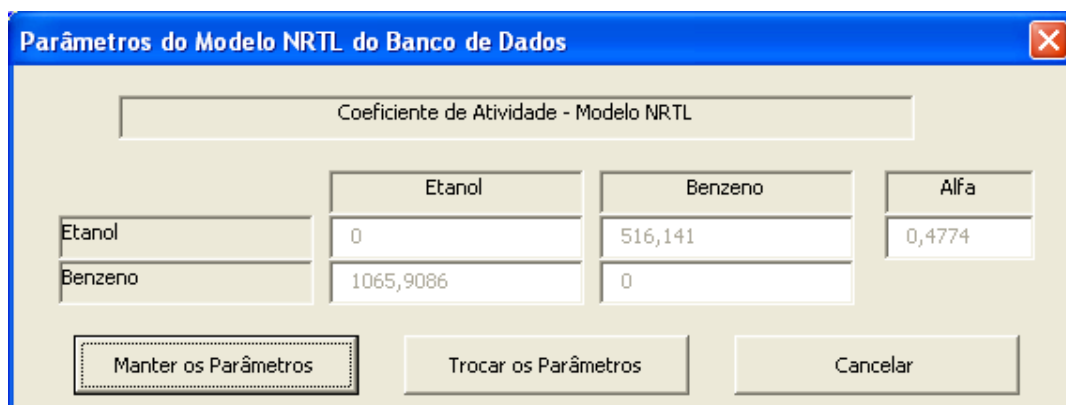 Parâmetros do Modelo NRTL do Banco de Dados
Coeficiente de Atividade - Modelo NRTL
Etanol Benzeno Alfa
Etanol 0 516,141 0,4774
Benzeno 1065,9086 0
Manter os Parâmetros Trocar os Parâmetros Cancelar